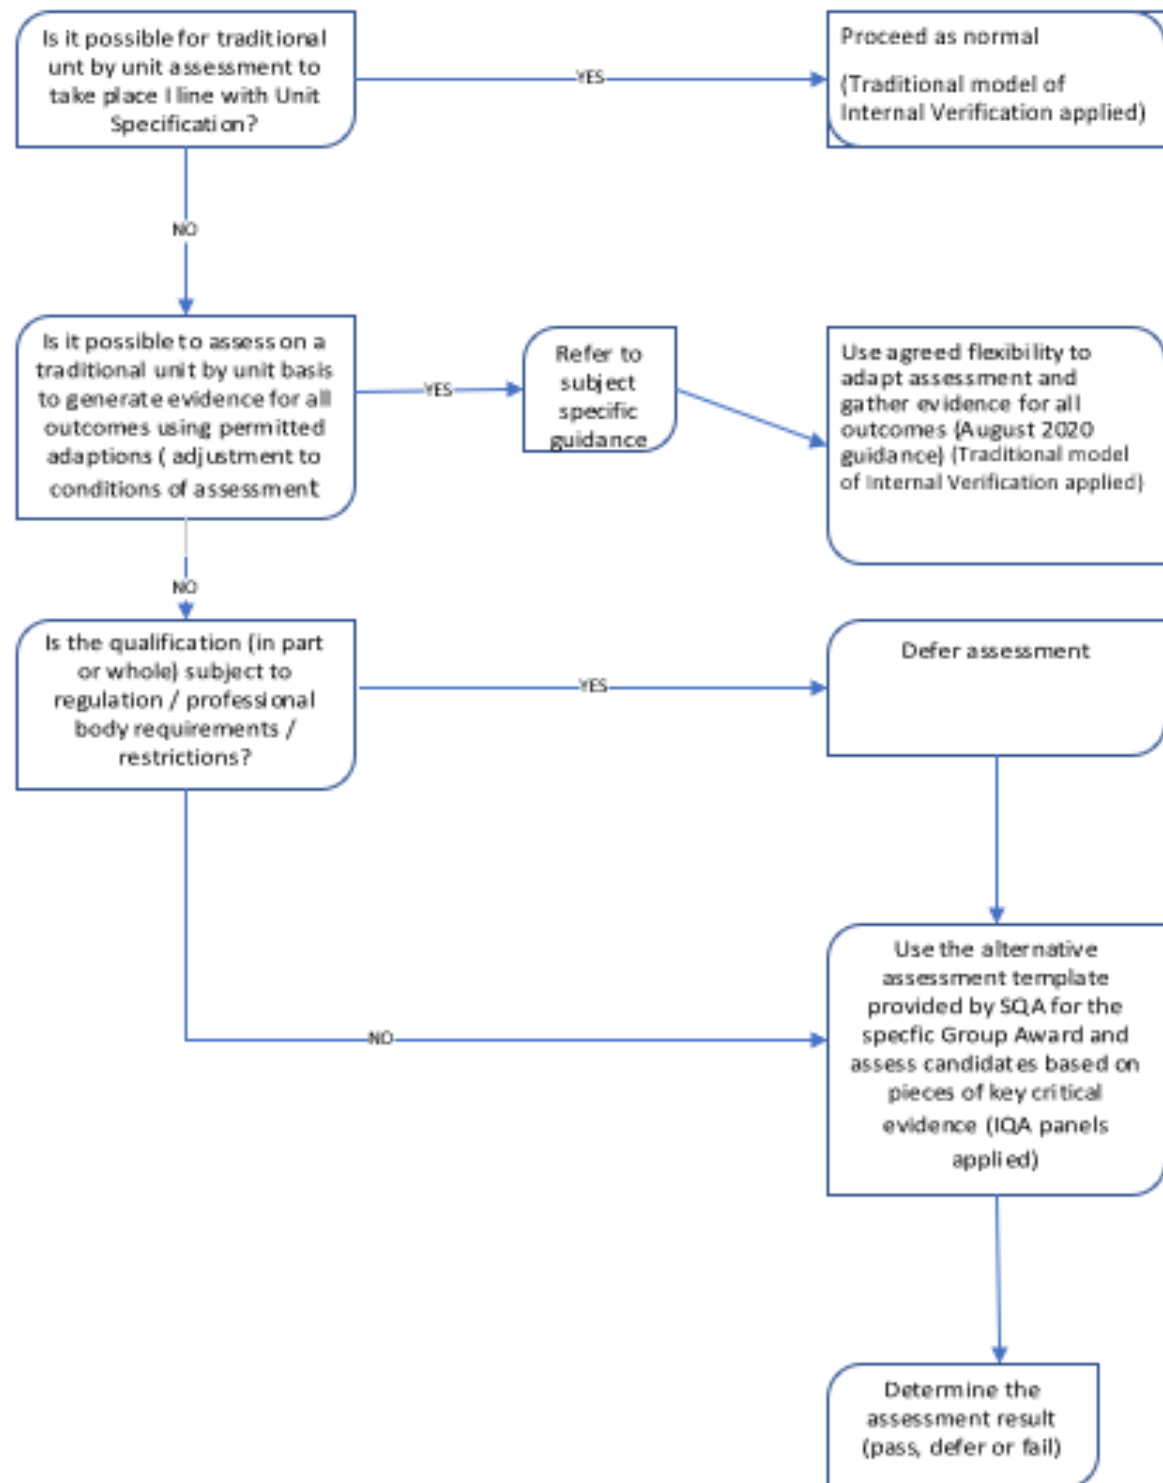 Is it possible for traditional
unt by unit assessment to
take place I line with Unit
Specification?
YES
Proceed as normal
(Traditional model of
Internal Verification applied)
NO
Is it possible to assess on a
traditional unit by unit basis
to generate evidence for all
outcomes using permitted
adaptions ( adjustment to
conditions of assessment
YES
Refer to
subject
specific
guidance
Use agreed flexibility to
adapt assessment and
gather evidence for all
outcomes (August 2020
guidance) (Traditional model
of Internal Verification applied)
NO
Is the qualification (in part
or whole) subject to
regulation / professional
body requirements /
restrictions?
YES
Defer assessment
NO
Use the alternative
assessment template
provided by SQA for the
specfic Group Award and
assess candidates based on
pieces of key critical
evidence (IQA panels
applied)
Determine the
assessment result
(pass, defer or fail)